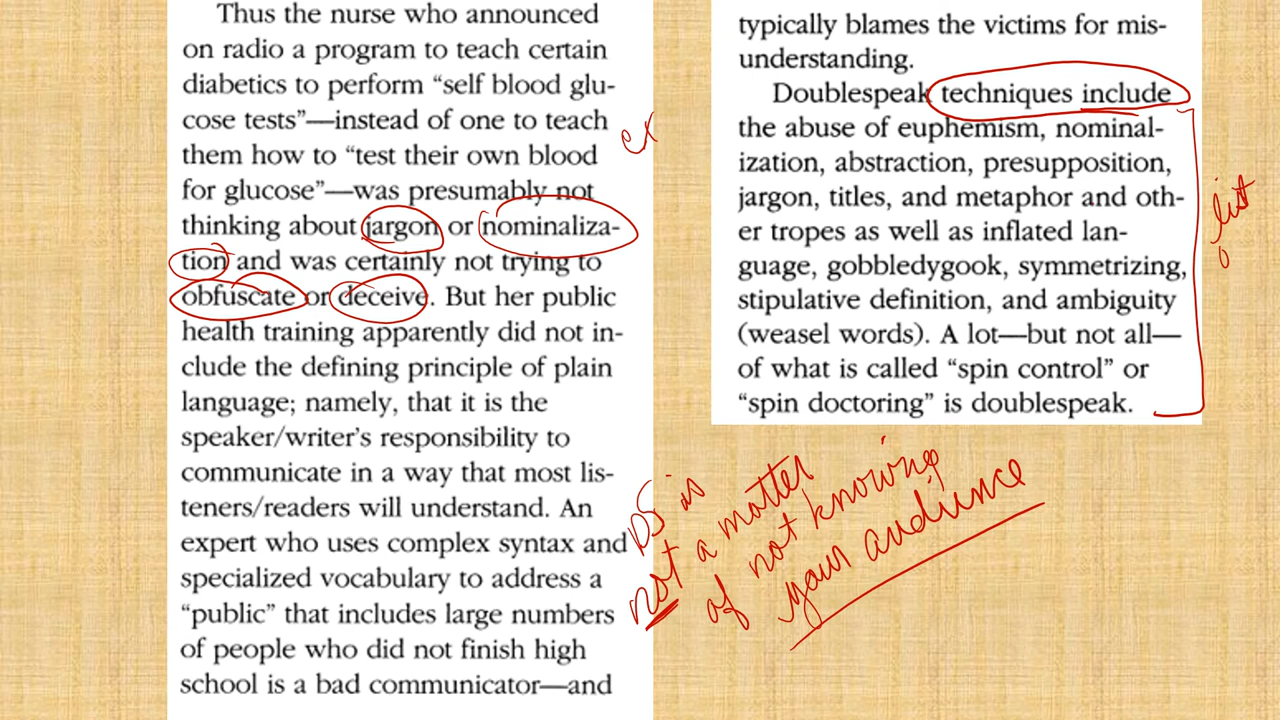 Thus the nurse who announced
on radio a program to teach certain
diabetics to perform “self blood glu-
cose tests”—instead of one to teach
them how to “test their own blood
for glucose”—was presumably not
thinking about jargon or nominaliza-
tion and was certainly not trying to
obfuscate or deceive. But her public
health training apparently did not in-
clude the defining principle of plain
language; namely, that it is the
speaker/writer’s responsibility to
communicate in a way that most lis-
teners/readers will understand. An
expert who uses complex syntax and
specialized vocabulary to address a
“public” that includes large numbers
of people who did not finish high
school is a bad communicator—and
ex
typically blames the victims for mis-
understanding.
Doublespeak techniques include
the abuse of euphemism, nominal-
ization, abstraction, presupposition,
jargon, titles, and metaphor and oth-
er tropes as well as inflated lan-
guage, gobbledygook, symmetrizing,
stipulative definition, and ambiguity
(weasel words). A lot—but not all—
of what is called “spin control” or
“spin doctoring” is doublespeak.
list
DS is
not a matter
of not knowing
your audience